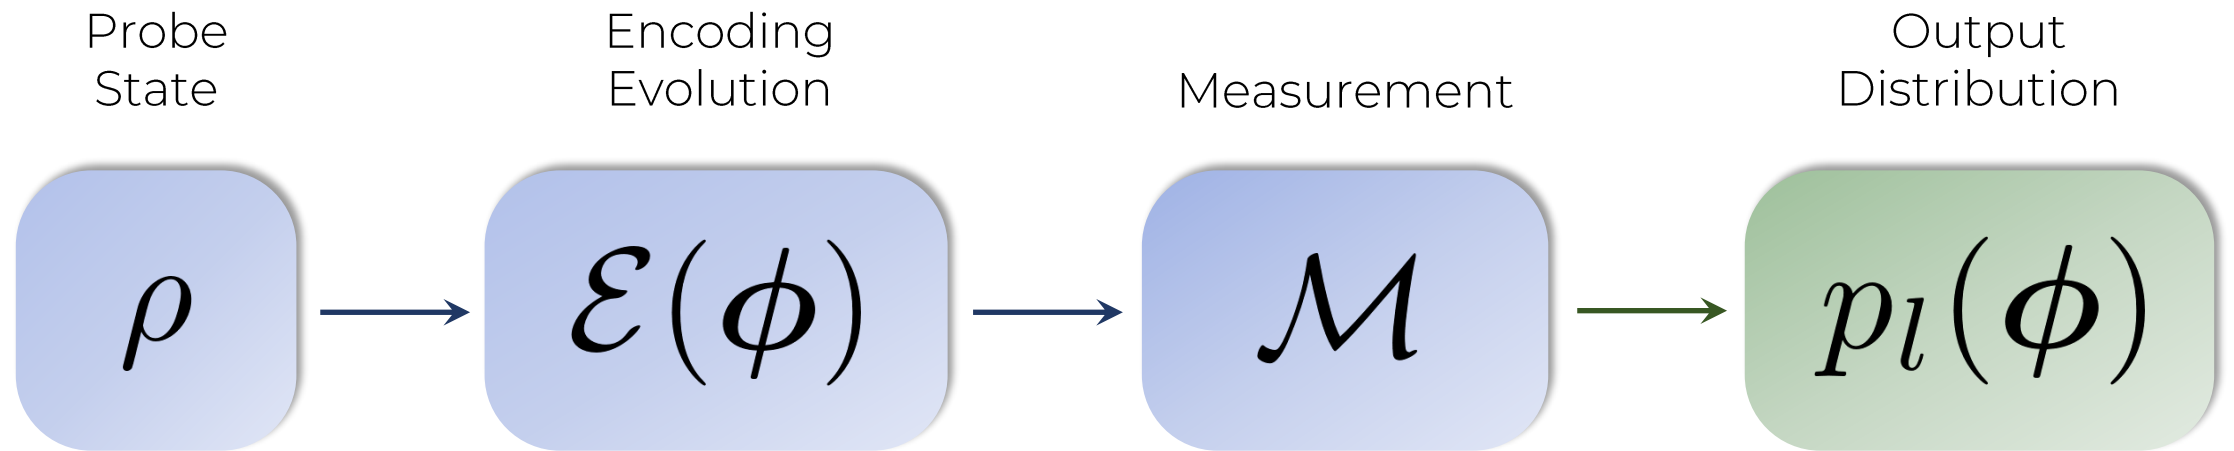 Probe
State
Encoding
Evolution
Measurement
Output
Distribution
ρ
ℰ(ϕ)
ℳ
pₗ(ϕ)